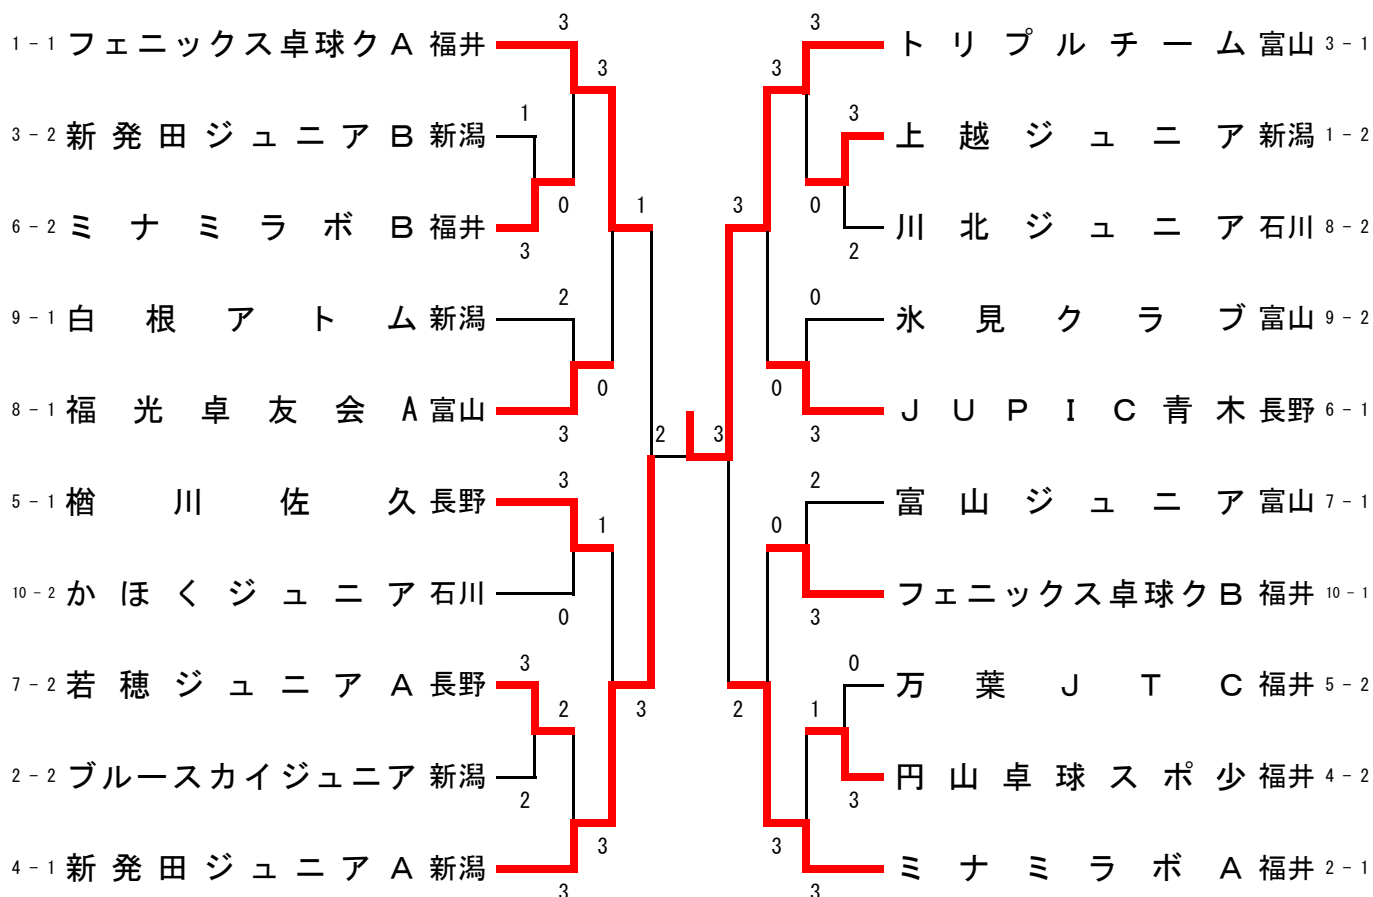 3 3
1 - 1 フェニックス卓球クA 福井 トリプルチーム 富山 3 - 1
3 3
1 3
3 - 2 新発田ジュニアB 新潟 上越ジュニア 新潟 1 - 2
0 1 3 0
6 - 2 ミナミラボB 福井 川北ジュニア 石川 8 - 2
3 2
2 0
9 - 1 白根アトム 新潟 氷見クラブ 富山 9 - 2
0 0
8 - 1 福光卓友会A 富山 JUPIC青木 長野 6 - 1
3 2 3 3
3 2
5 - 1 楢川佐久 長野 富山ジュニア 富山 7 - 1
1 0
10 - 2 かほくジュニア 石川 フェニックス卓球クB 福井 10 - 1
0 3
3 0
7 - 2 若穂ジュニアA 長野 万葉JTC 福井 5 - 2
2 3 2 1
2 - 2 ブルースカイジュニア 新潟 円山卓球スポ少 福井 4 - 2
2 3
3 3
4 - 1 新発田ジュニアA 新潟 ミナミラボA 福井 2 - 1
3 3